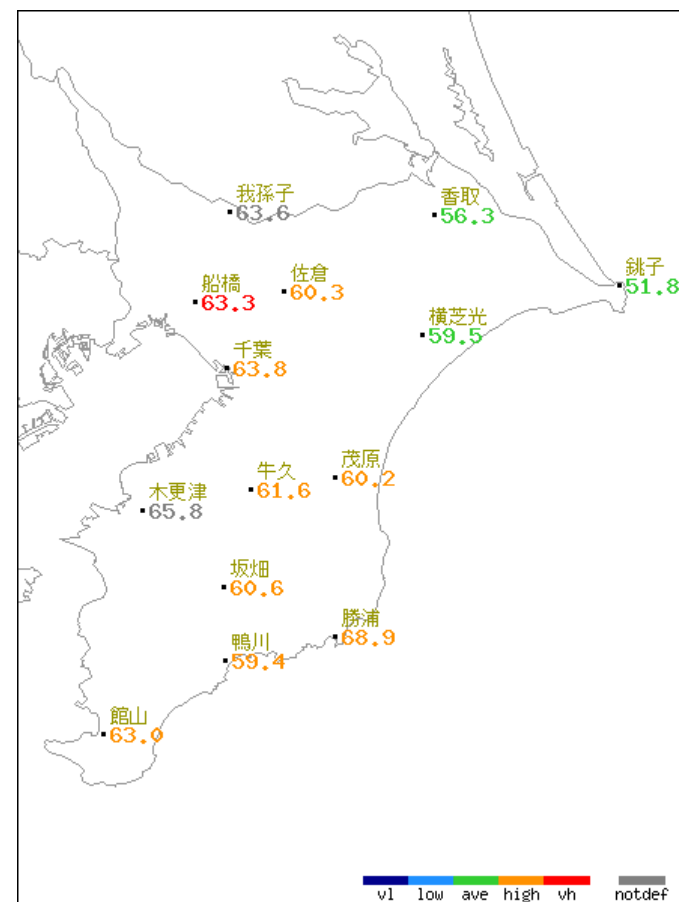 我孫子
63.6
香取
56.3
銚子
51.8
船橋
63.3
佐倉
60.3
横芝光
59.5
千葉
63.8
牛久
61.6
茂原
60.2
木更津
65.8
坂畑
60.6
勝浦
68.9
鴨川
59.4
館山
63.0
vl low ave high vh notdef